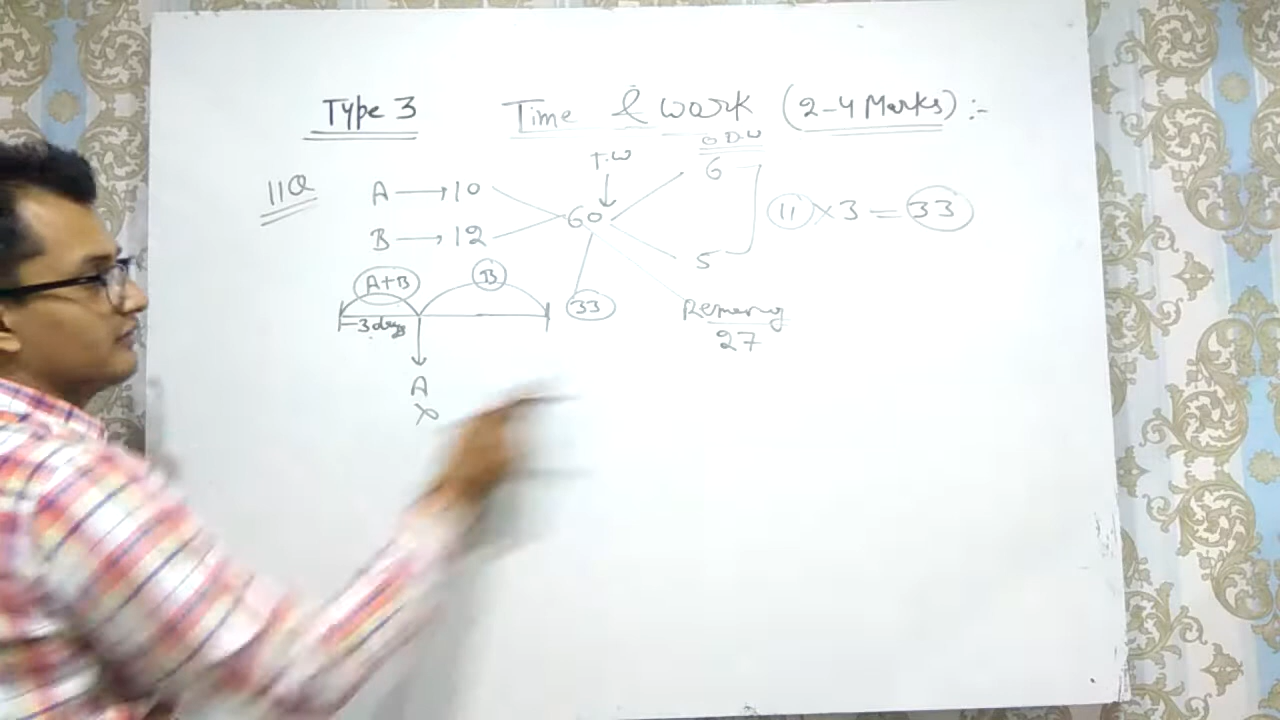 Type 3 Time & work (2-4 Marks) :-
T.W O D.W
11Q A → 10 60 6
11 × 3 = 33
B → 12 5
A+B B 33 Remaining
3 days 27
A
×